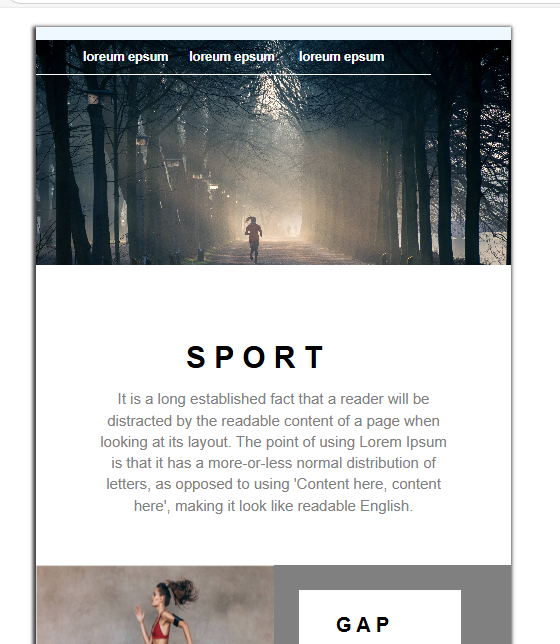 loreum epsum loreum epsum loreum epsum
SPORT
It is a long established fact that a reader will be
distracted by the readable content of a page when
looking at its layout. The point of using Lorem Ipsum
is that it has a more-or-less normal distribution of
letters, as opposed to using 'Content here, content
here', making it look like readable English.
GAP